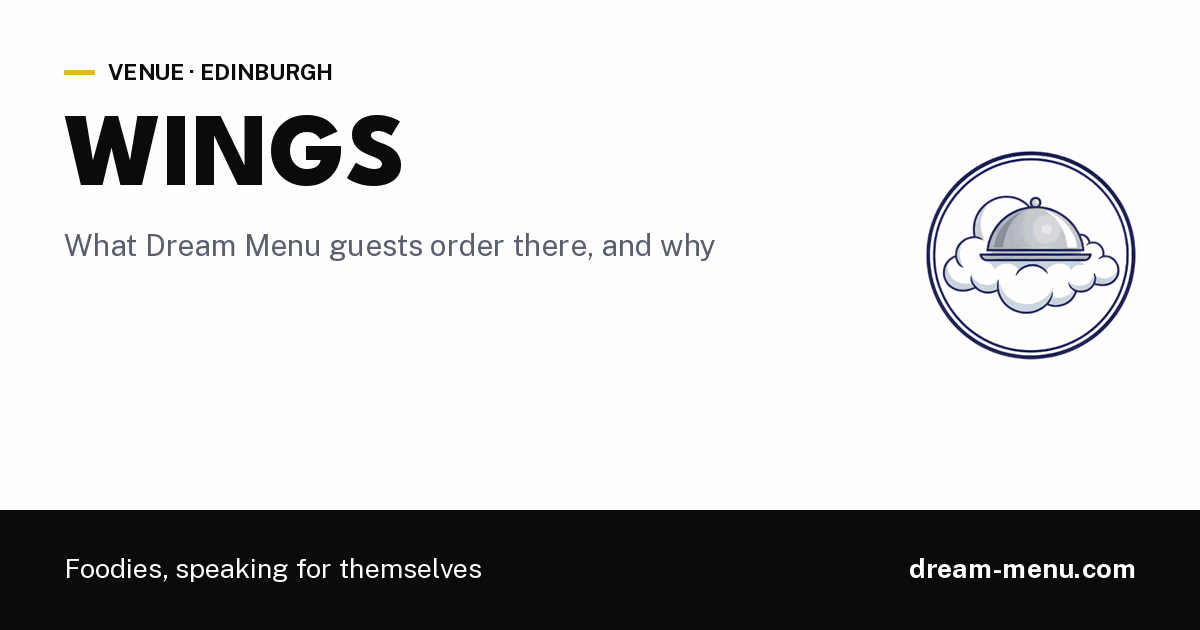 VENUE · EDINBURGH
WINGS
What Dream Menu guests order there, and why
Foodies, speaking for themselves
dream-menu.com